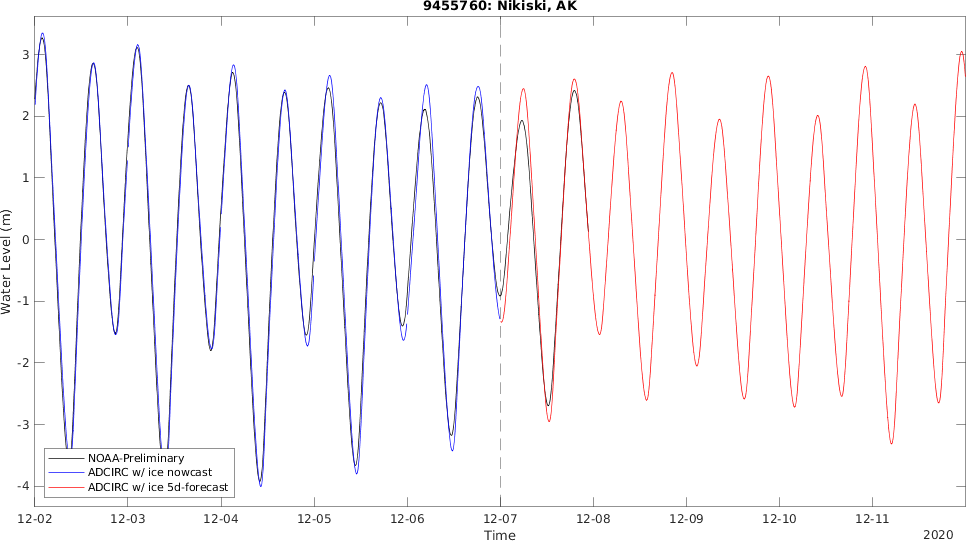 9455760: Nikiski, AK
Water Level (m)
3
2
1
0
-1
-2
-3
-4
NOAA-Preliminary
ADCIRC w/ ice nowcast
ADCIRC w/ ice 5d-forecast
12-02 12-03 12-04 12-05 12-06 12-07 12-08 12-09 12-10 12-11
Time
2020